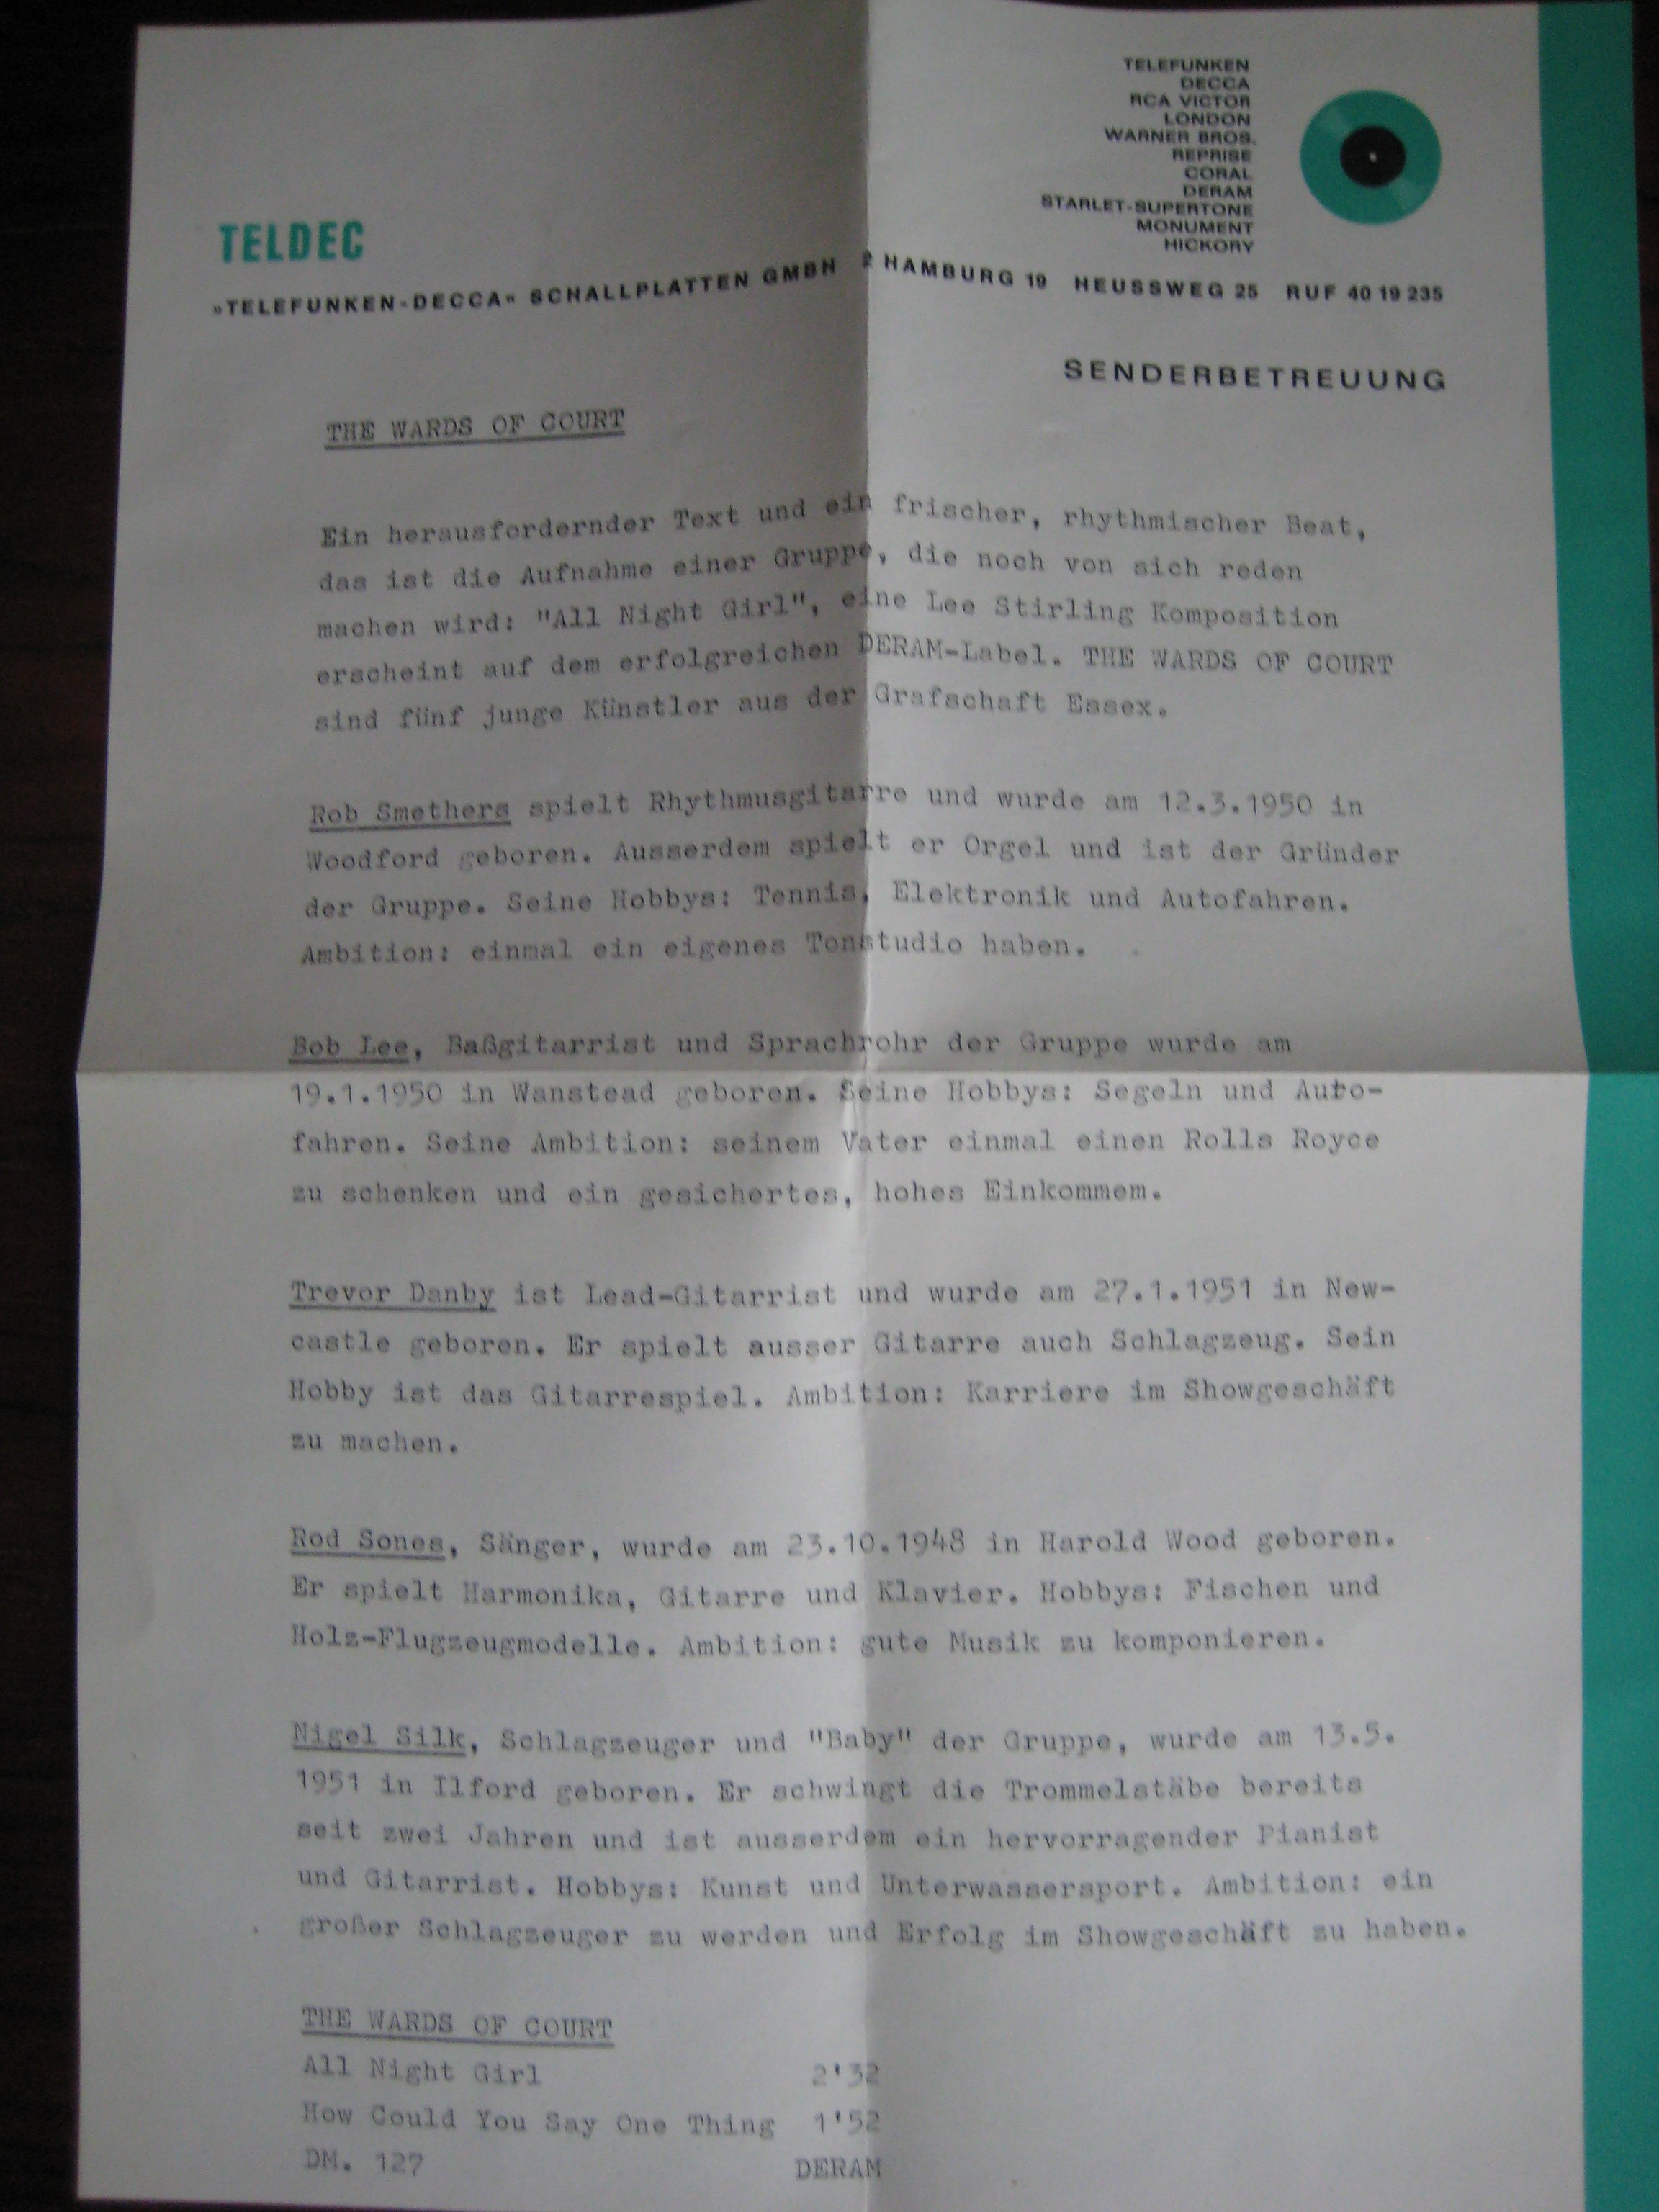 TELEFUNKEN
DECCA
RCA VICTOR
LONDON
WARNER BROS.
REPRISE
CORAL
DERAM
STARLET-SUPERTONE
MONUMENT
HICKORY
TELDEC
»TELEFUNKEN-DECCA« SCHALLPLATTEN GMBH 2 HAMBURG 19 HEUSSWEG 25 RUF 40 19 235
SENDERBETREUUNG
THE WARDS OF COURT
Ein herausfordernder Text und ein frischer, rhythmischer Beat,
das ist die Aufnahme einer Gruppe, die noch von sich reden
machen wird: "All Night Girl", eine Lee Stirling Komposition
erscheint auf dem erfolgreichen DERAM-Label. THE WARDS OF COURT
sind fünf junge Künstler aus der Grafschaft Essex.
Rob Smethers spielt Rhythmusgitarre und wurde am 12.3.1950 in
Woodford geboren. Ausserdem spielt er Orgel und ist der Gründer
der Gruppe. Seine Hobbys: Tennis, Elektronik und Autofahren.
Ambition: einmal ein eigenes Tonstudio haben.
Bob Lee, Baßgitarrist und Sprachrohr der Gruppe wurde am
19.1.1950 in Wanstead geboren. Seine Hobbys: Segeln und Auto-
fahren. Seine Ambition: seinem Vater einmal einen Rolls Royce
zu schenken und ein gesichertes, hohes Einkommem.
Trevor Danby ist Lead-Gitarrist und wurde am 27.1.1951 in New-
castle geboren. Er spielt ausser Gitarre auch Schlagzeug. Sein
Hobby ist das Gitarrespiel. Ambition: Karriere im Showgeschäft
zu machen.
Rod Sones, Sänger, wurde am 23.10.1948 in Harold Wood geboren.
Er spielt Harmonika, Gitarre und Klavier. Hobbys: Fischen und
Holz-Flugzeugmodelle. Ambition: gute Musik zu komponieren.
Nigel Silk, Schlagzeuger und "Baby" der Gruppe, wurde am 13.5.
1951 in Ilford geboren. Er schwingt die Trommelstäbe bereits
seit zwei Jahren und ist ausserdem ein hervorragender Pianist
und Gitarrist. Hobbys: Kunst und Unterwassersport. Ambition: ein
großer Schlagzeuger zu werden und Erfolg im Showgeschäft zu haben.
THE WARDS OF COURT
All Night Girl 2'32
How Could You Say One Thing 1'52
DM. 127 DERAM